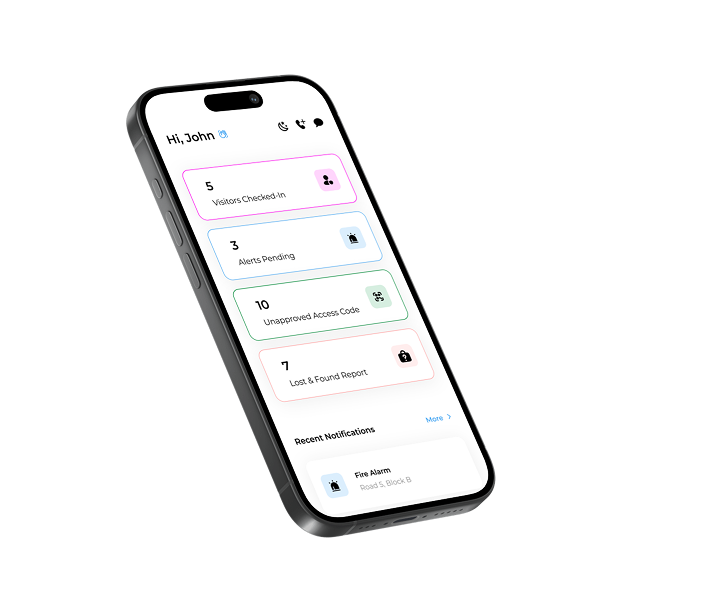 Hi, John
5
Visitors Checked-In
3
Alerts Pending
10
Unapproved Access Code
7
Lost & Found Report
Recent Notifications
More
Fire Alarm
Road 5, Block B